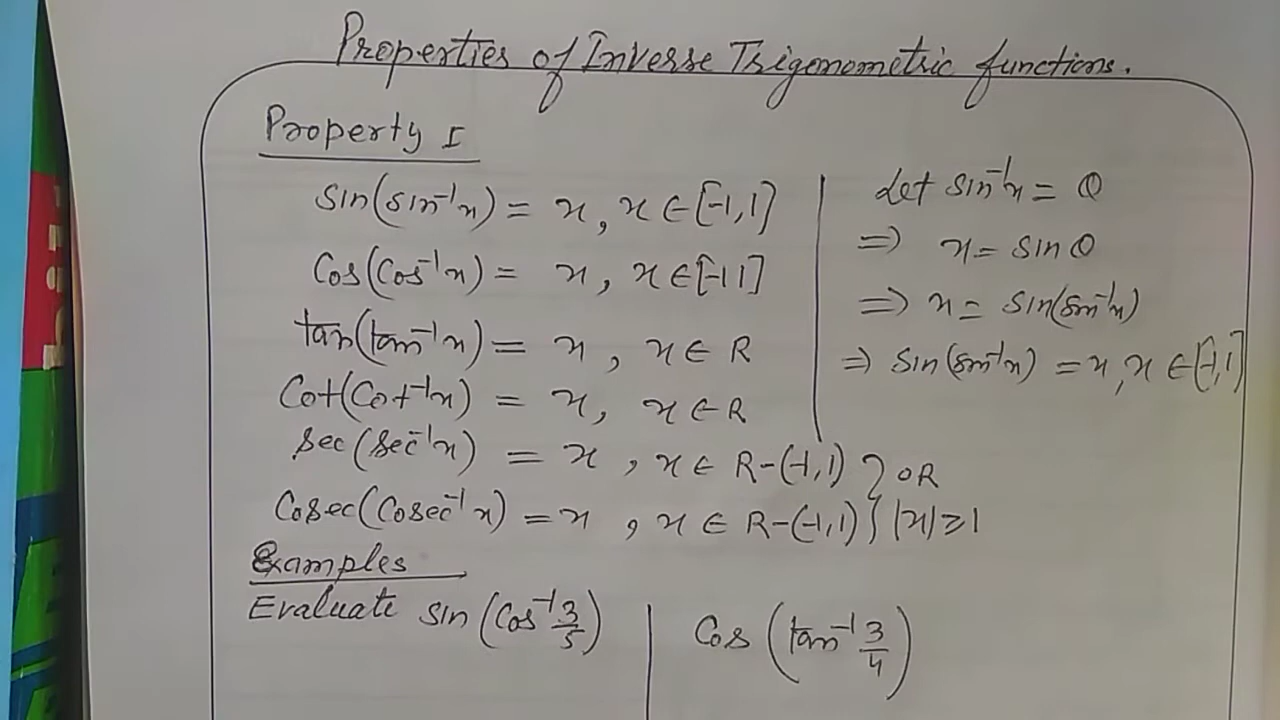 Properties of Inverse Trigonometric functions.
Property I
sin(sin⁻¹x) = x, x ∈ [-1,1]
Cos(Cos⁻¹x) = x, x ∈ [-1 1]
tan(tan⁻¹x) = x, x ∈ R
Cot(Cot⁻¹x) = x, x ∈ R
sec(sec⁻¹x) = x, x ∈ R-(-1,1) } OR
Cosec(Cosec⁻¹x) = x, x ∈ R-(-1,1) } |x| ≥ 1
Let sin⁻¹x = θ
⇒ x = sin θ
⇒ x = sin(sin⁻¹x)
⇒ sin(sin⁻¹x) = x, x ∈ [-1,1]
Examples
Evaluate sin (Cos⁻¹ 3/5)
Cos (tan⁻¹ 3/4)